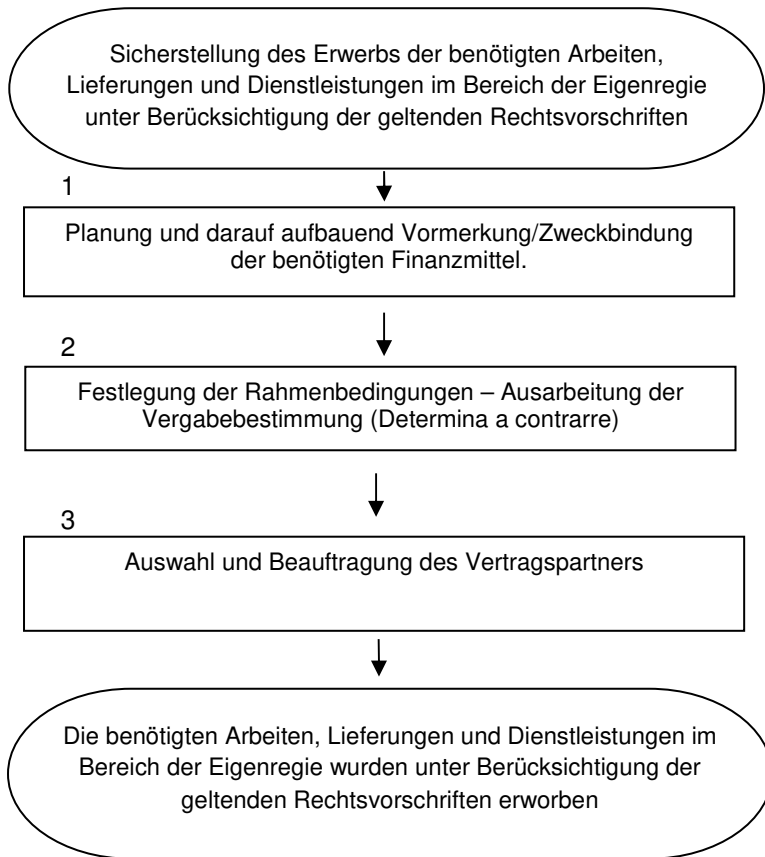 Sicherstellung des Erwerbs der benötigten Arbeiten,
Lieferungen und Dienstleistungen im Bereich der Eigenregie
unter Berücksichtigung der geltenden Rechtsvorschriften
1
Planung und darauf aufbauend Vormerkung/Zweckbindung
der benötigten Finanzmittel.
2
Festlegung der Rahmenbedingungen – Ausarbeitung der
Vergabebestimmung (Determina a contrarre)
3
Auswahl und Beauftragung des Vertragspartners
Die benötigten Arbeiten, Lieferungen und Dienstleistungen im
Bereich der Eigenregie wurden unter Berücksichtigung der
geltenden Rechtsvorschriften erworben